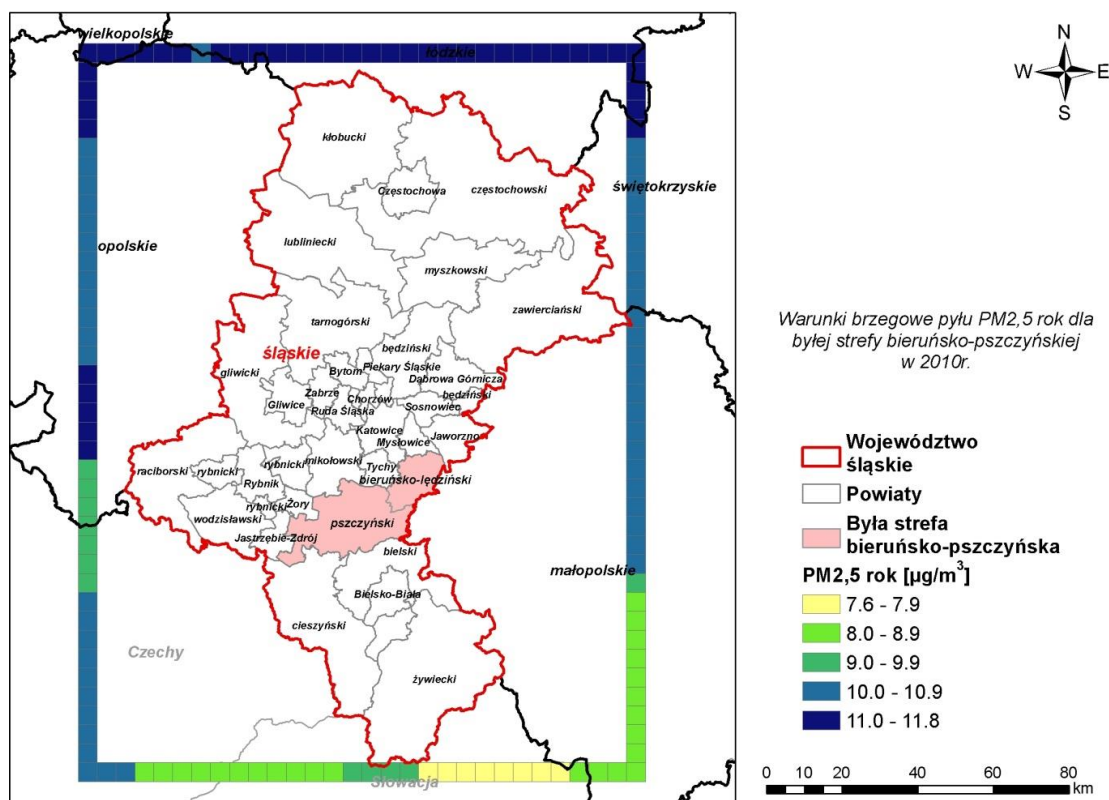 wielkopolskie
łódzkie
N
W E
S
kłobucki
Częstochowa
częstochowski
świętokrzyskie
opolskie
lubliniecki
myszkowski
zawierciański
tarnogórski
śląskie
będziński
gliwicki
Bytom
Piekary Śląskie
Dąbrowa Górnicza
Zabrze
Chorzów
będziński
Gliwice
Ruda Śląska
Sosnowiec
Katowice
Mysłowice
Jaworzno
raciborski
rybnicki
rybnicki
mikołowski
Tychy
bieruńsko-lędziński
Rybnik
rybnicki
Żory
wodzisławski
pszczyński
Jastrzębie-Zdrój
bielski
małopolskie
Bielsko-Biała
cieszyński
Czechy
żywiecki
Słowacja
Warunki brzegowe pyłu PM2,5 rok dla
byłej strefy bieruńsko-pszczyńskiej
w 2010r.
Województwo
śląskie
Powiaty
Była strefa
bieruńsko-pszczyńska
PM2,5 rok [µg/m³]
7.6 - 7.9
8.0 - 8.9
9.0 - 9.9
10.0 - 10.9
11.0 - 11.8
0 10 20 40 60 80
km